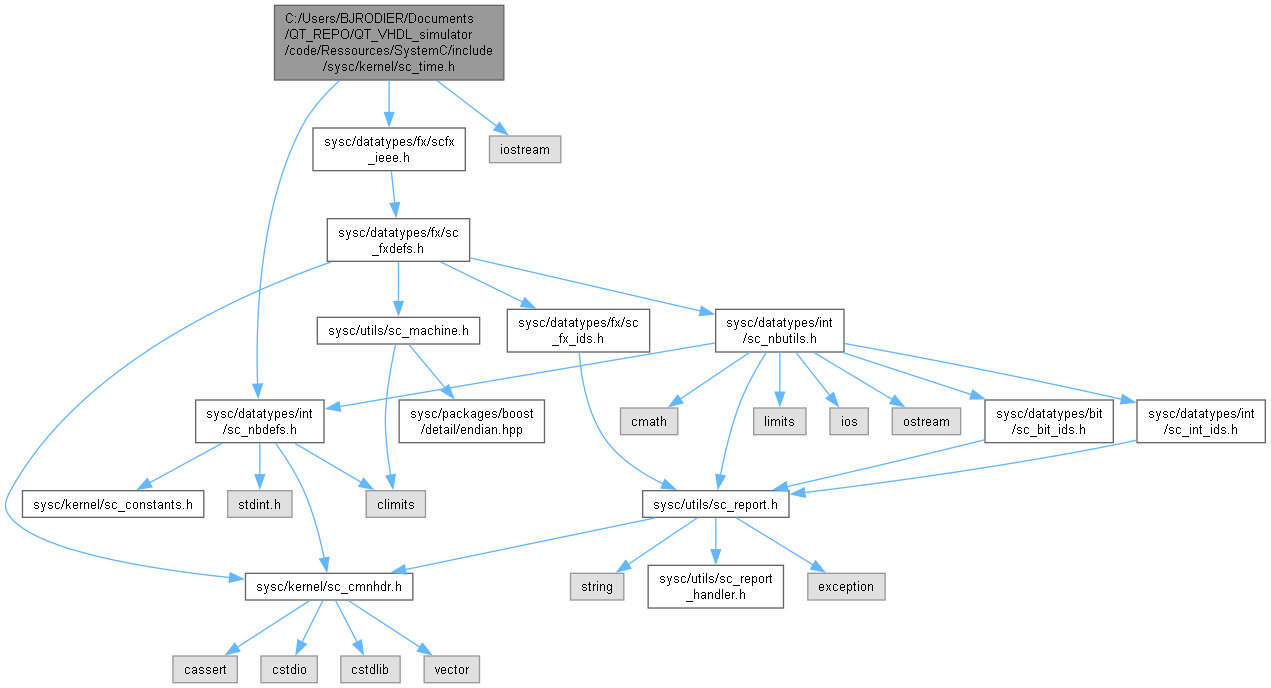 C:/Users/BJRODIER/Documents
/QT_REPO/QT_VHDL_simulator
/code/Ressources/SystemC/include
/sysc/kernel/sc_time.h
sysc/datatypes/fx/scfx
_ieee.h
iostream
sysc/datatypes/fx/sc
_fxdefs.h
sysc/utils/sc_machine.h
sysc/datatypes/fx/sc
_fx_ids.h
sysc/datatypes/int
/sc_nbutils.h
sysc/datatypes/int
/sc_nbdefs.h
sysc/packages/boost
/detail/endian.hpp
cmath
limits
ios
ostream
sysc/datatypes/bit
/sc_bit_ids.h
sysc/datatypes/int
/sc_int_ids.h
sysc/kernel/sc_constants.h
stdint.h
climits
sysc/utils/sc_report.h
sysc/kernel/sc_cmnhdr.h
string
sysc/utils/sc_report
_handler.h
exception
cassert
cstdio
cstdlib
vector